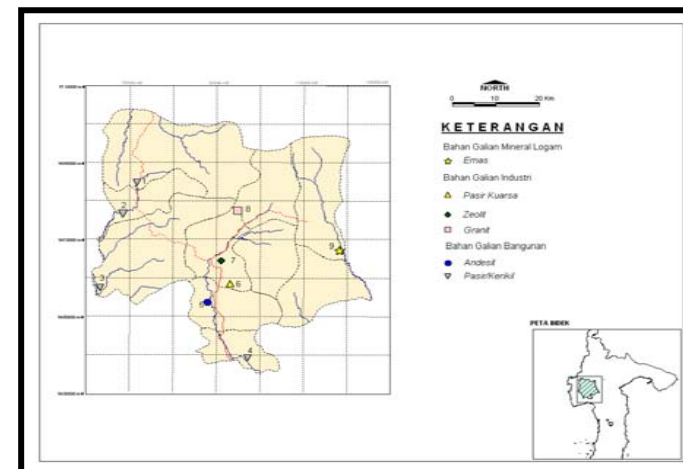 NORTH
0 10 20 Km
KETERANGAN
Bahan Galian Mineral Logam
Emas
Bahan Galian Industri
Pasir Kuarsa
Zeolit
Granit
Bahan Galian Bangunan
Andesit
Pasir/Kerikil
1
2
8
9
7
3
6
5
4
PETA INDEK